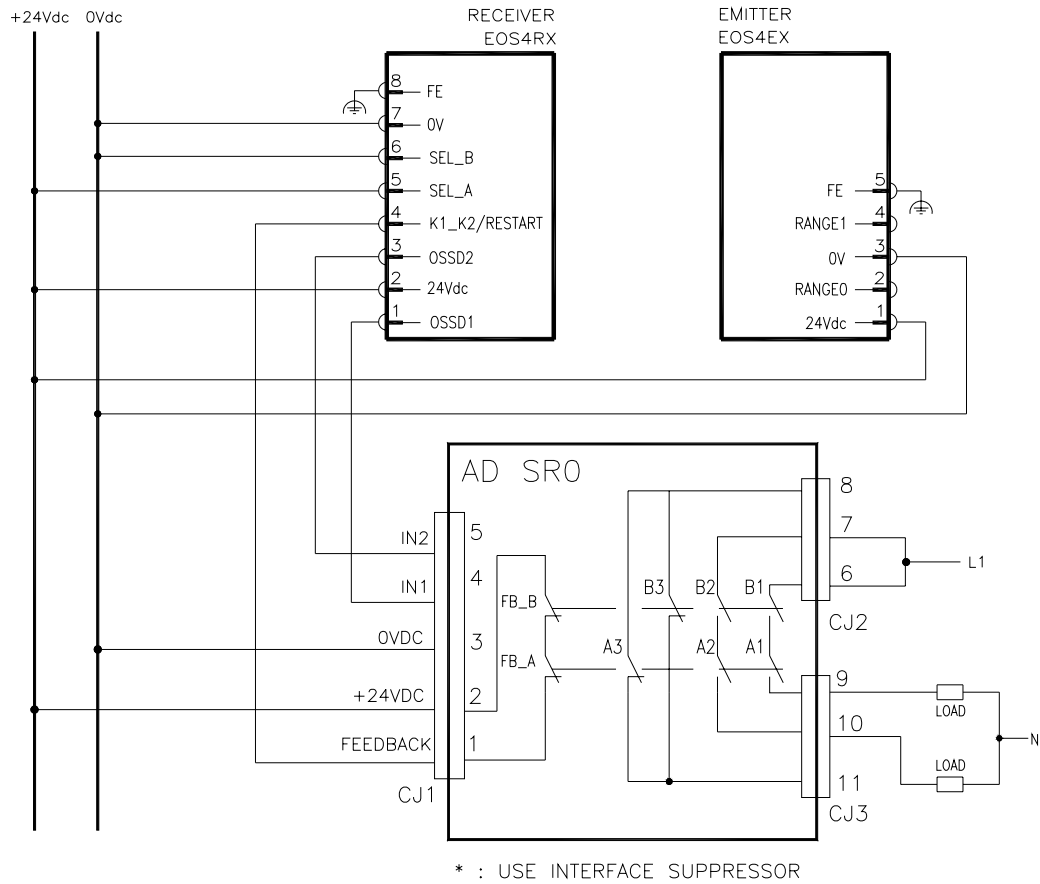 +24Vdc 0Vdc
RECEIVER
EOS4RX
EMITTER
EOS4EX
8 FE
7 0V
6 SEL_B
5 SEL_A
4 K1_K2/RESTART
3 OSSD2
2 24Vdc
1 OSSD1
FE 5
RANGE1 4
0V 3
RANGE0 2
24Vdc 1
AD SR0
IN2 5
IN1 4
0VDC 3
+24VDC 2
FEEDBACK 1
CJ1
FB_B
FB_A
B3 B2 B1
A3 A2 A1
8
7
6
L1
CJ2
9
LOAD
10
N
LOAD
11
CJ3
* : USE INTERFACE SUPPRESSOR